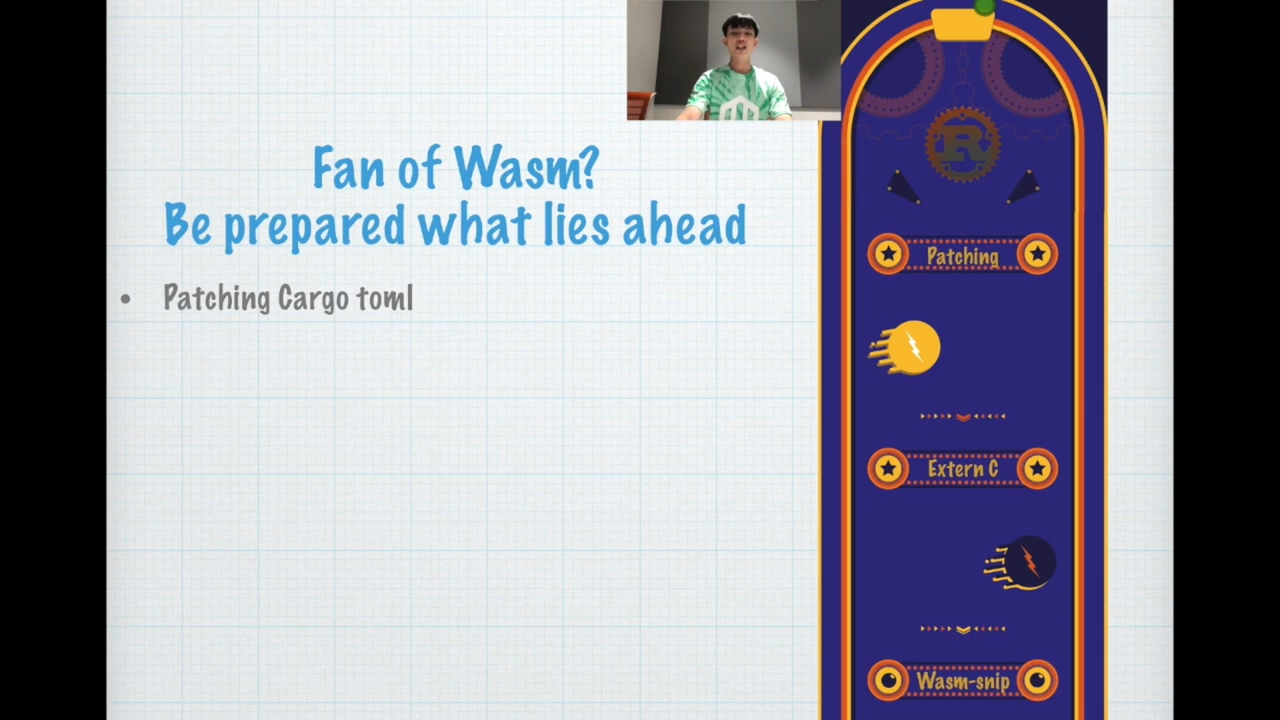 Fan of Wasm?
Be prepared what lies ahead
• Patching Cargo toml
R
Patching
Extern C
Wasm-snip